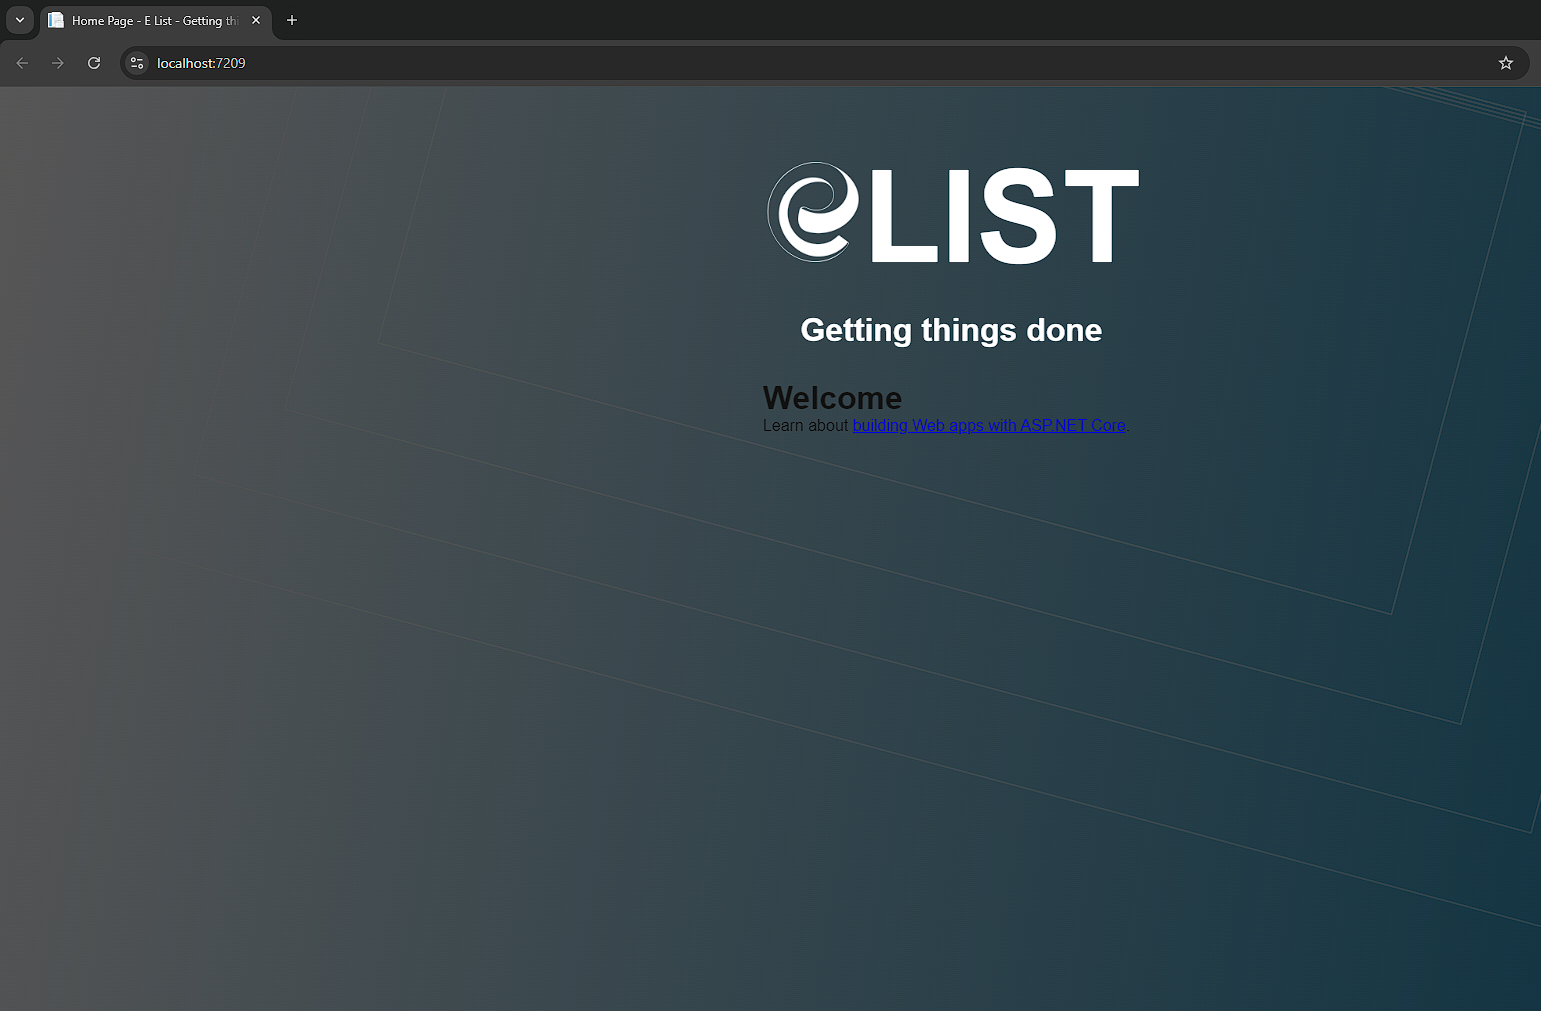 Home Page - E List - Getting thi
localhost:7209
eLIST
Getting things done
Welcome
Learn about building Web apps with ASP.NET Core.